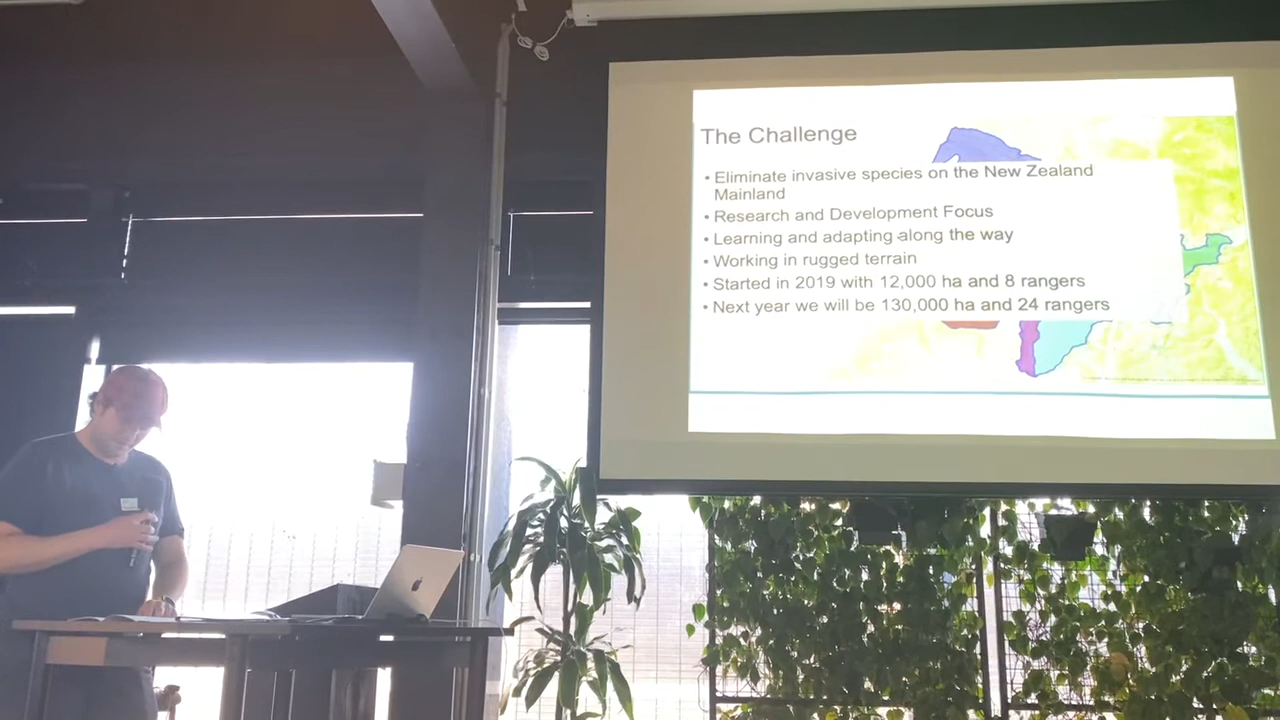 The Challenge
• Eliminate invasive species on the New Zealand
Mainland
• Research and Development Focus
• Learning and adapting along the way
• Working in rugged terrain
• Started in 2019 with 12,000 ha and 8 rangers
• Next year we will be 130,000 ha and 24 rangers